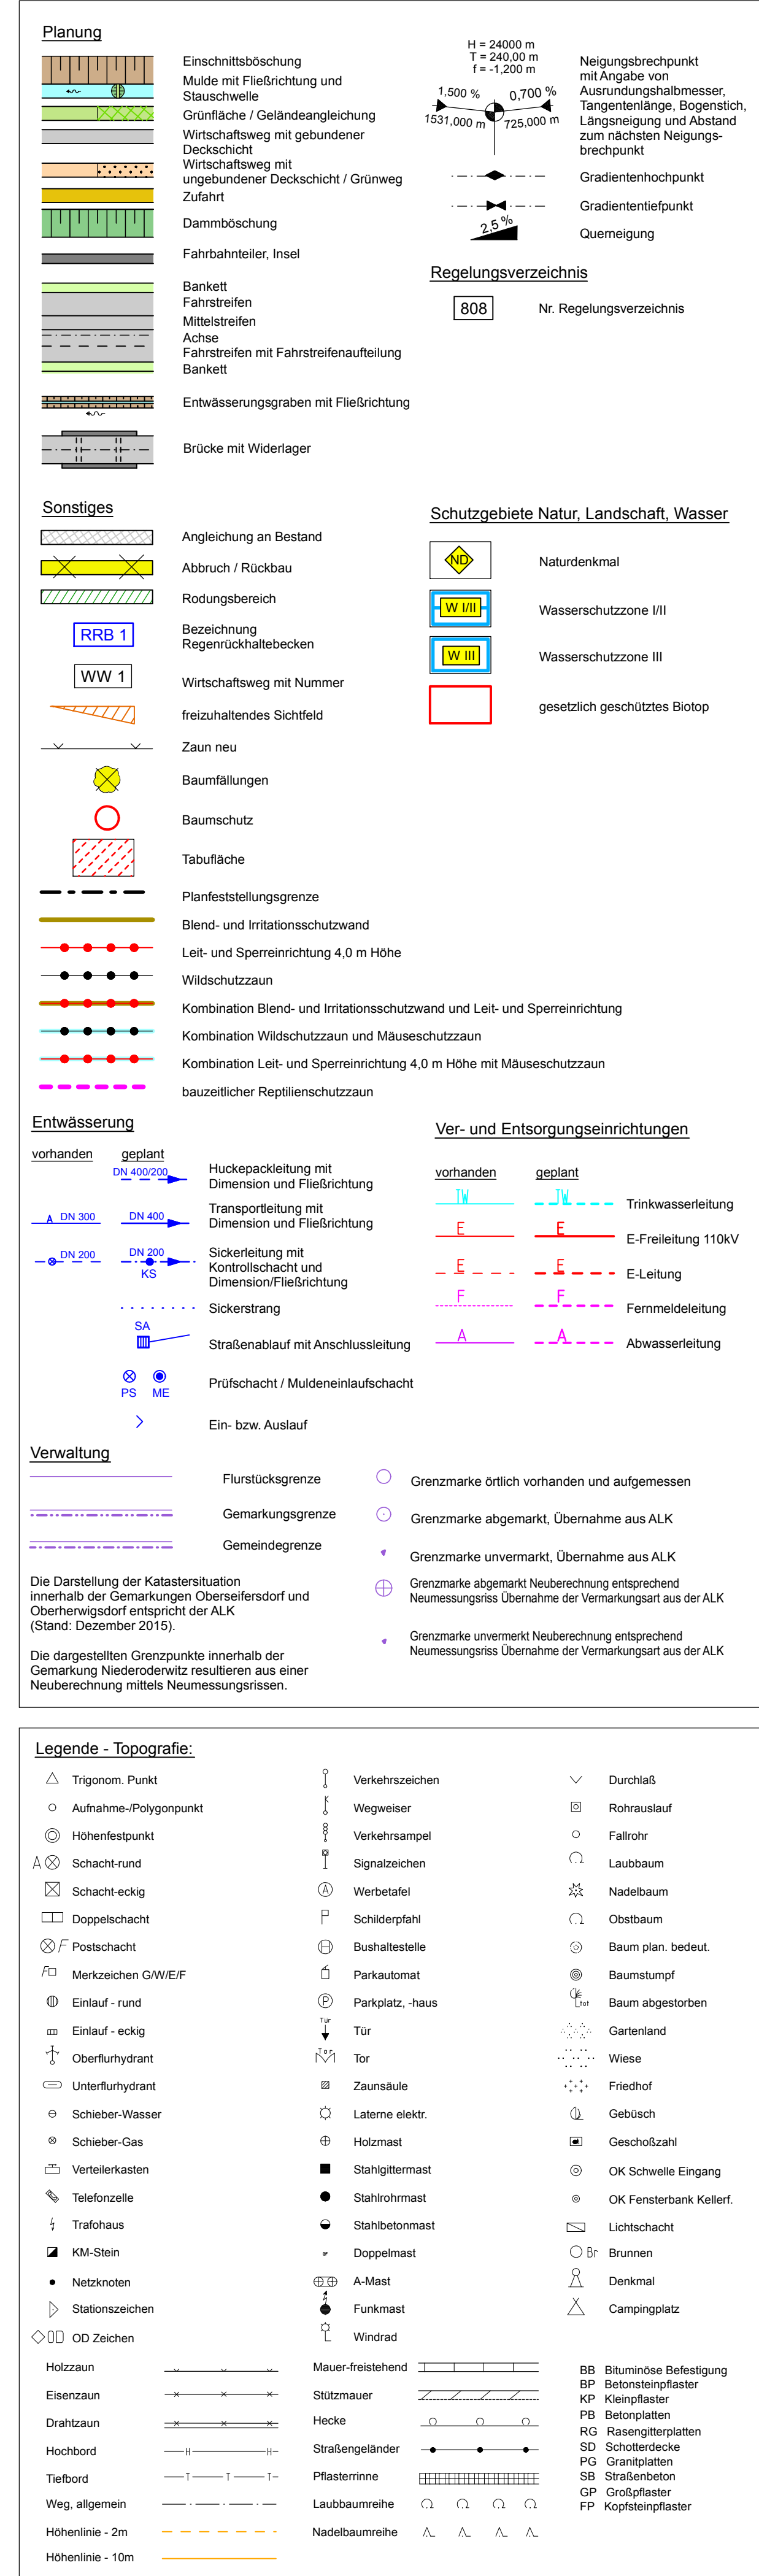 Planung
Einschnittsböschung
Mulde mit Fließrichtung und
Stauschwelle
Grünfläche / Geländeangleichung
Wirtschaftsweg mit gebundener
Deckschicht
Wirtschaftsweg mit
ungebundener Deckschicht / Grünweg
Zufahrt
Dammböschung
Fahrbahnteiler, Insel
Bankett
Fahrstreifen
Mittelstreifen
Achse
Fahrstreifen mit Fahrstreifenaufteilung
Bankett
Entwässerungsgraben mit Fließrichtung
Brücke mit Widerlager
H = 24000 m
T = 240,00 m
f = -1,200 m
1,500 % 0,700 %
1531,000 m 725,000 m
Neigungsbrechpunkt
mit Angabe von
Ausrundungshalbmesser,
Tangentenlänge, Bogenstich,
Längsneigung und Abstand
zum nächsten Neigungs-
brechpunkt
Gradientenhochpunkt
Gradiententiefpunkt
2,5 % Querneigung
Regelungsverzeichnis
808 Nr. Regelungsverzeichnis
Sonstiges
Angleichung an Bestand
Abbruch / Rückbau
Rodungsbereich
RRB 1 Bezeichnung
Regenrückhaltebecken
WW 1 Wirtschaftsweg mit Nummer
freizuhaltendes Sichtfeld
Zaun neu
Baumfällungen
Baumschutz
Tabufläche
Planfeststellungsgrenze
Blend- und Irritationsschutzwand
Leit- und Sperreinrichtung 4,0 m Höhe
Wildschutzzaun
Kombination Blend- und Irritationsschutzwand und Leit- und Sperreinrichtung
Kombination Wildschutzzaun und Mäuseschutzzaun
Kombination Leit- und Sperreinrichtung 4,0 m Höhe mit Mäuseschutzzaun
bauzeitlicher Reptilienschutzzaun
Schutzgebiete Natur, Landschaft, Wasser
ND Naturdenkmal
W I/II Wasserschutzzone I/II
W III Wasserschutzzone III
gesetzlich geschütztes Biotop
Entwässerung
vorhanden geplant
DN 400/200 Huckepackleitung mit
Dimension und Fließrichtung
A DN 300 DN 400 Transportleitung mit
Dimension und Fließrichtung
DN 200 DN 200 KS Sickerleitung mit
Kontrollschacht und
Dimension/Fließrichtung
Sickerstrang
SA Straßenablauf mit Anschlussleitung
PS ME Prüfschacht / Muldeneinlaufschacht
Ein- bzw. Auslauf
Ver- und Entsorgungseinrichtungen
vorhanden geplant
TW TW Trinkwasserleitung
E E E-Freileitung 110kV
E E E-Leitung
F F Fernmeldeleitung
A A Abwasserleitung
Verwaltung
Flurstücksgrenze
Gemarkungsgrenze
Gemeindegrenze
Grenzmarke örtlich vorhanden und aufgemessen
Grenzmarke abgemarkt, Übernahme aus ALK
Grenzmarke unvermarkt, Übernahme aus ALK
Grenzmarke abgemarkt Neuberechnung entsprechend
Neumessungsriss Übernahme der Vermarkungsart aus der ALK
Grenzmarke unvermerkt Neuberechnung entsprechend
Neumessungsriss Übernahme der Vermarkungsart aus der ALK
Die Darstellung der Katastersituation
innerhalb der Gemarkungen Oberseifersdorf und
Oberherwigsdorf entspricht der ALK
(Stand: Dezember 2015).
Die dargestellten Grenzpunkte innerhalb der
Gemarkung Niederoderwitz resultieren aus einer
Neuberechnung mittels Neumessungsrissen.
Legende - Topografie:
Trigonom. Punkt
Aufnahme-/Polygonpunkt
Höhenfestpunkt
A Schacht-rund
Schacht-eckig
Doppelschacht
F Postschacht
F Merkzeichen G/W/E/F
Einlauf - rund
Einlauf - eckig
Oberflurhydrant
Unterflurhydrant
Schieber-Wasser
Schieber-Gas
Verteilerkasten
Telefonzelle
Trafohaus
KM-Stein
Netzknoten
Stationszeichen
OD OD Zeichen
Verkehrszeichen
Wegweiser
Verkehrsampel
Signalzeichen
A Werbetafel
Schilderpfahl
H Bushaltestelle
Parkautomat
P Parkplatz, -haus
Tür Tür
Tor Tor
Zaunsäule
Laterne elektr.
Holzmast
Stahlgittermast
Stahlrohrmast
Stahlbetonmast
Doppelmast
A-Mast
Funkmast
Windrad
Durchlaß
Rohrauslauf
Fallrohr
Laubbaum
Nadelbaum
Obstbaum
Baum plan. bedeut.
Baumstumpf
tot Baum abgestorben
Gartenland
Wiese
Friedhof
Gebüsch
Geschoßzahl
OK Schwelle Eingang
OK Fensterbank Kellerf.
Lichtschacht
Br Brunnen
Denkmal
Campingplatz
Holzzaun
Eisenzaun
Drahtzaun
Hochbord H H
Tiefbord T T T
Weg, allgemein
Höhenlinie - 2m
Höhenlinie - 10m
Mauer-freistehend
Stützmauer
Hecke
Straßengeländer
Pflasterrinne
Laubbaumreihe
Nadelbaumreihe
BB Bituminöse Befestigung
BP Betonsteinpflaster
KP Kleinpflaster
PB Betonplatten
RG Rasengitterplatten
SD Schotterdecke
PG Granitplatten
SB Straßenbeton
GP Großpflaster
FP Kopfsteinpflaster